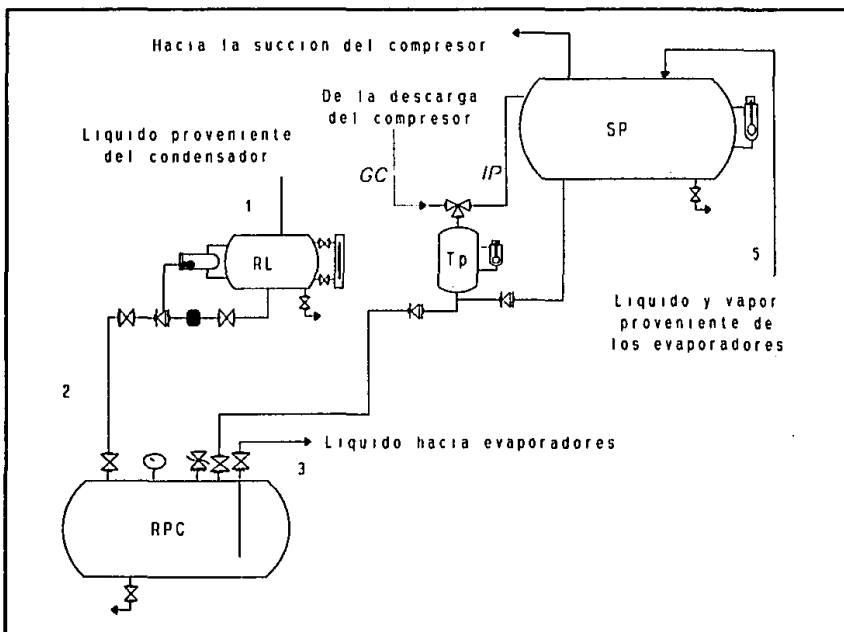 Hacia la succion del compresor
De la descarga
del compresor
SP
Liquido proveniente
del condensador
GC
IP
1
RL
Tp
5
Liquido y vapor
proveniente de
los evaporadores
2
Liquido hacia evaporadores
3
RPC